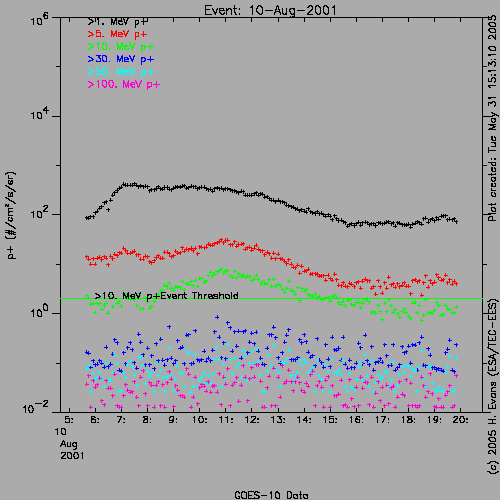 Event: 10-Aug-2001
>1. MeV p+
>5. MeV p+
>10. MeV p+
>30. MeV p+
>50. MeV p+
>100. MeV p+
p+ (#/cm²/s/sr)
10⁶
10⁴
10²
10⁰
10⁻²
>10. MeV p+Event Threshold
5: 6: 7: 8: 9: 10: 11: 12: 13: 14: 15: 16: 17: 18: 19: 20:
10
Aug
2001
GOES-10 Data
Plot created: Tue May 31 15:13:10 2005
(c) 2005 H. Evans (ESA/TEC-EES)